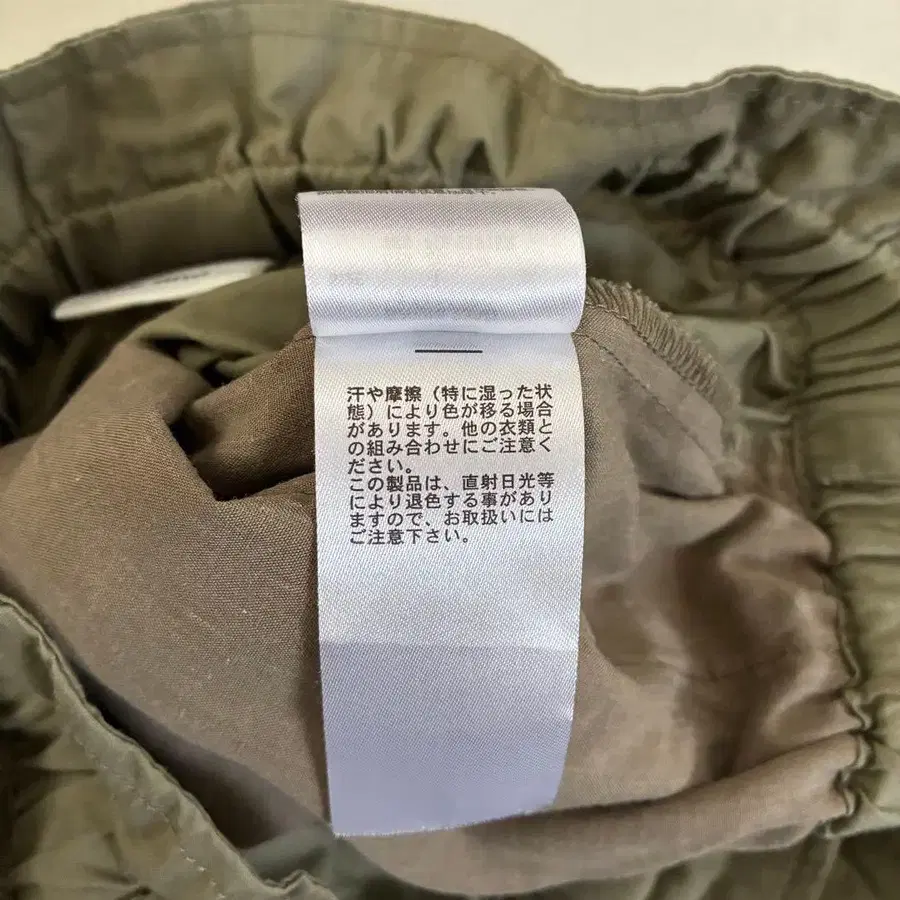 汗や摩擦（特に湿った状
態）により色が移る場合
があります。他の衣類と
の組み合わせにご注意く
ださい。
この製品は、直射日光等
により退色する事があり
ますので、お取扱いには
ご注意下さい。